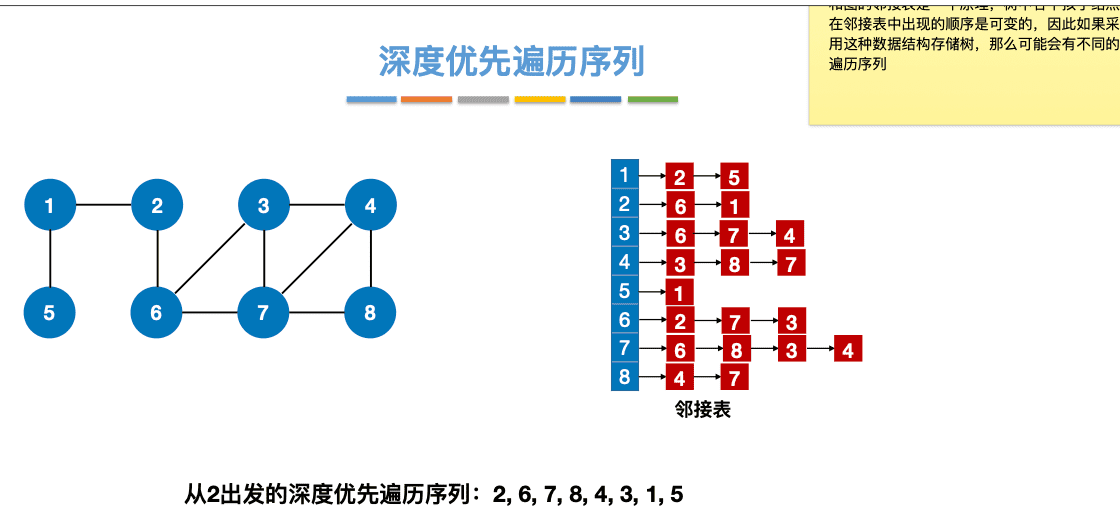 在邻接表中出现的顺序是可变的，因此如果采
用这种数据结构存储树，那么可能会有不同的
遍历序列
深度优先遍历序列
1 2 3 4
5 6 7 8
1 2 5
2 6 1
3 6 7 4
4 3 8 7
5 1
6 2 7 3
7 6 8 3 4
8 4 7
邻接表
从2出发的深度优先遍历序列：2, 6, 7, 8, 4, 3, 1, 5